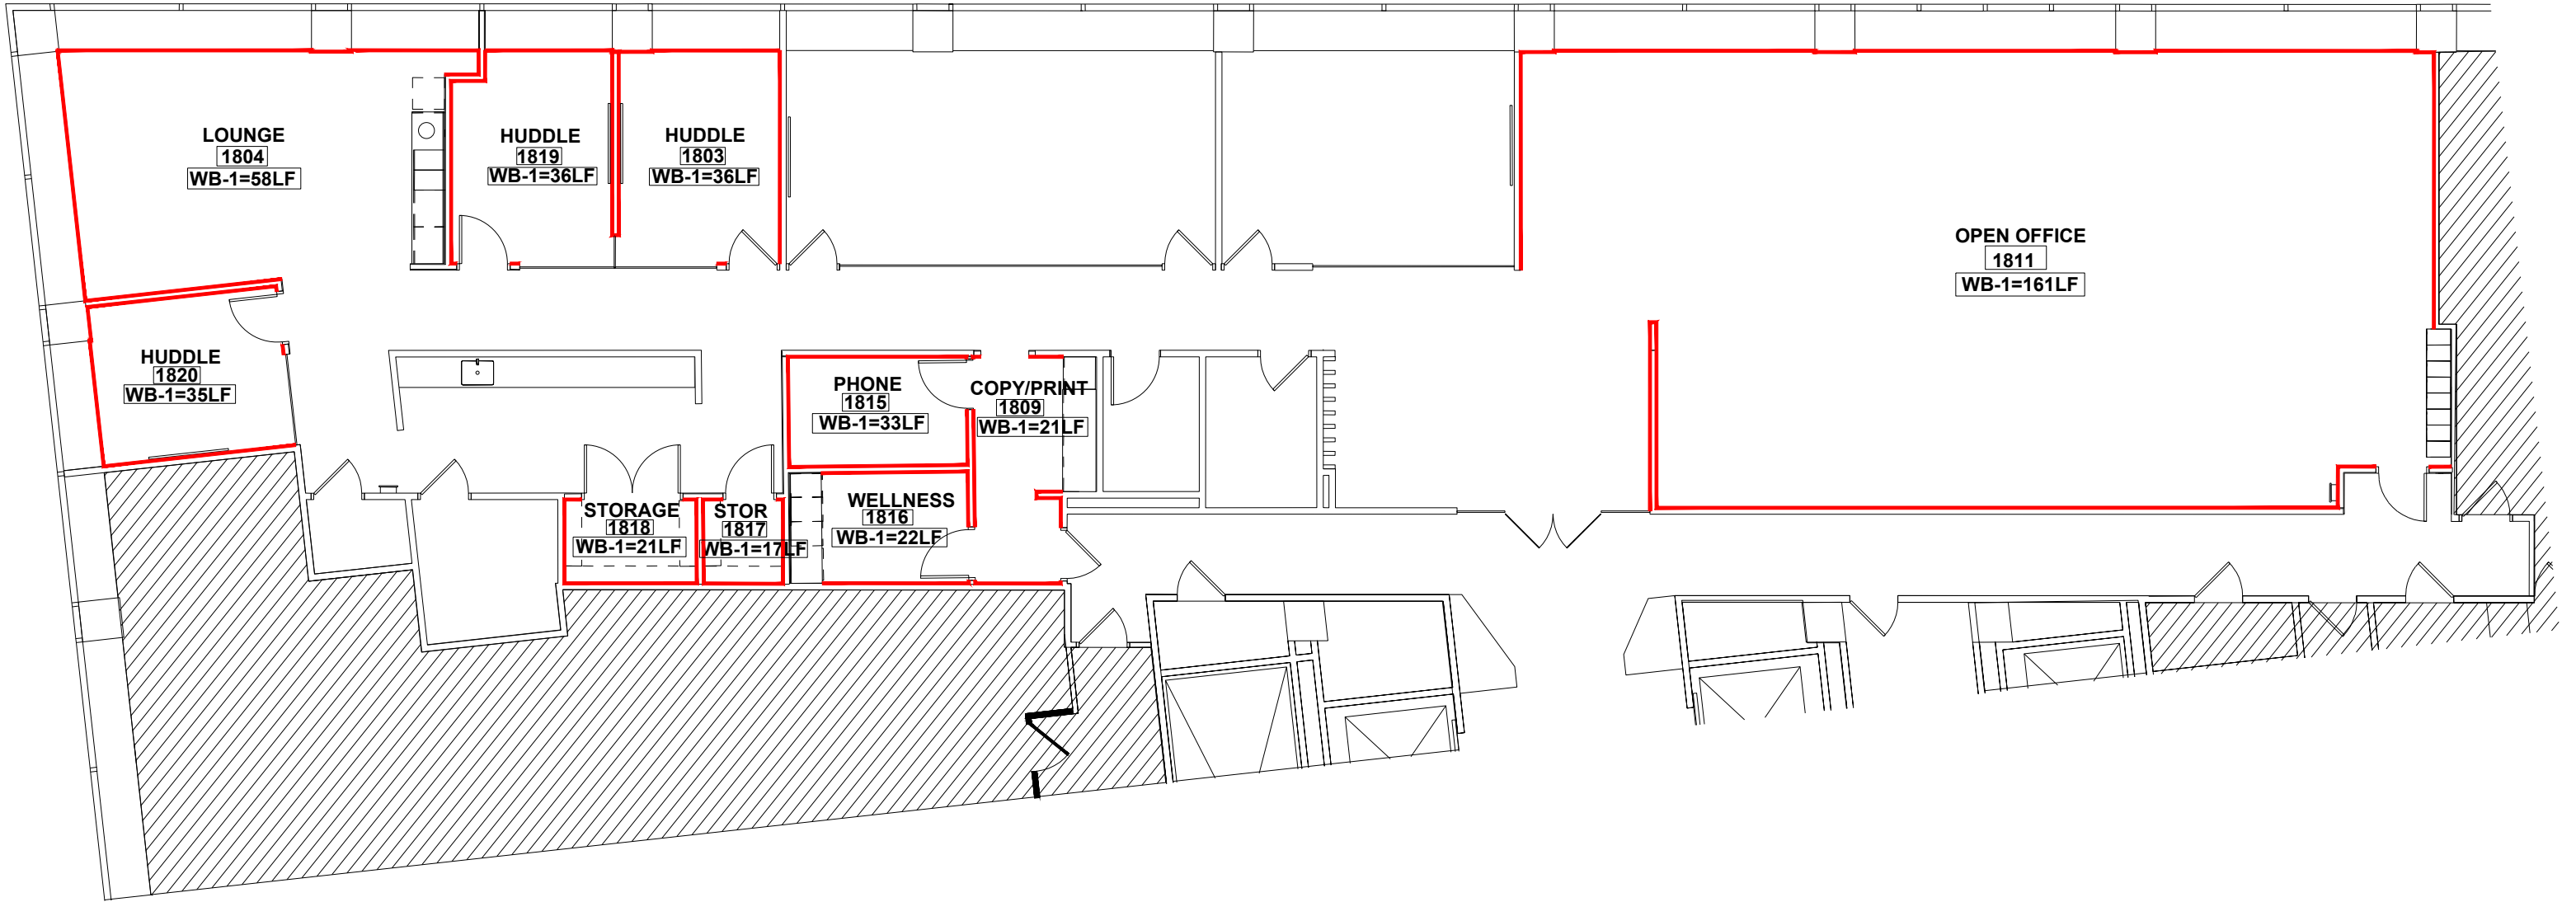 LOUNGE
1804
WB-1=58LF
HUDDLE
1819
WB-1=36LF
HUDDLE
1803
WB-1=36LF
OPEN OFFICE
1811
WB-1=161LF
HUDDLE
1820
WB-1=35LF
PHONE
1815
WB-1=33LF
COPY/PRINT
1809
WB-1=21LF
STORAGE
1818
WB-1=21LF
STOR
1817
WB-1=17LF
WELLNESS
1816
WB-1=22LF